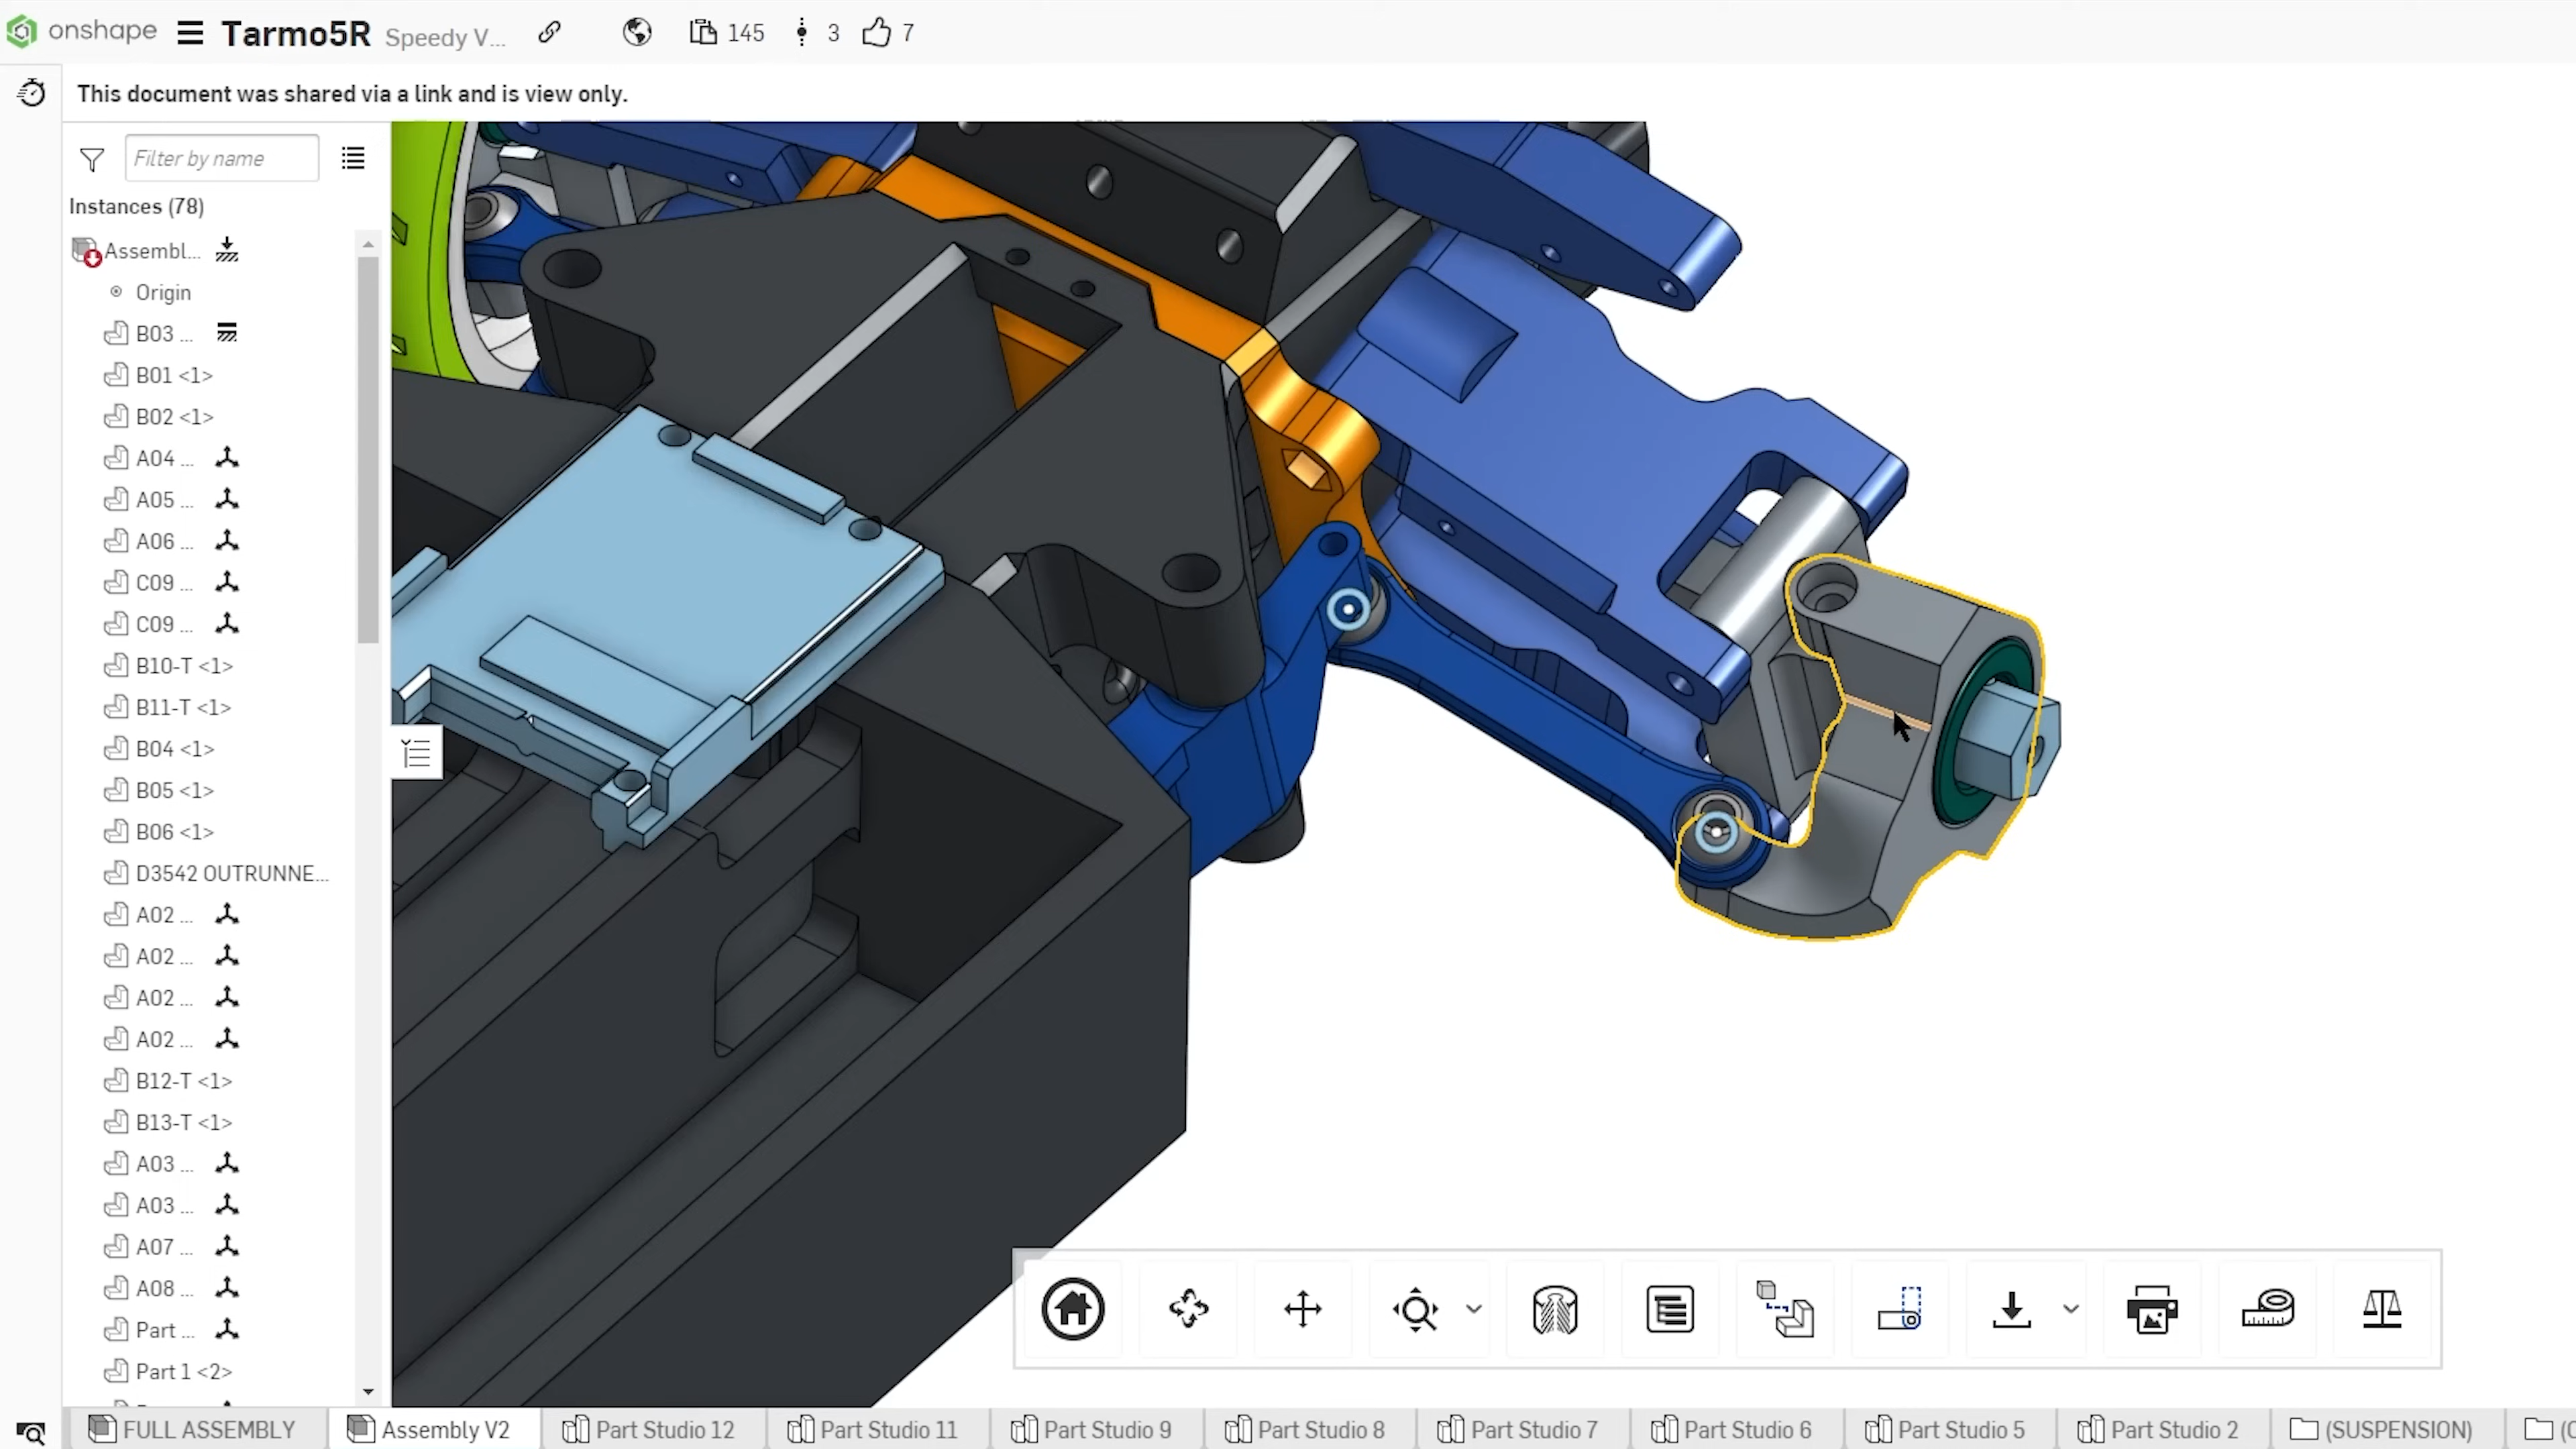 onshape Tarmo5R Speedy V... 145 3 7
This document was shared via a link and is view only.
Filter by name
Instances (78)
Assembl...
Origin
B03 ...
B01 <1>
B02 <1>
A04 ...
A05 ...
A06 ...
C09 ...
C09 ...
B10-T <1>
B11-T <1>
B04 <1>
B05 <1>
B06 <1>
D3542 OUTRUNNE...
A02 ...
A02 ...
A02 ...
A02 ...
B12-T <1>
B13-T <1>
A03 ...
A03 ...
A07 ...
A08 ...
Part ...
Part 1 <2>
FULL ASSEMBLY Assembly V2 Part Studio 12 Part Studio 11 Part Studio 9 Part Studio 8 Part Studio 7 Part Studio 6 Part Studio 5 Part Studio 2 (SUSPENSION)